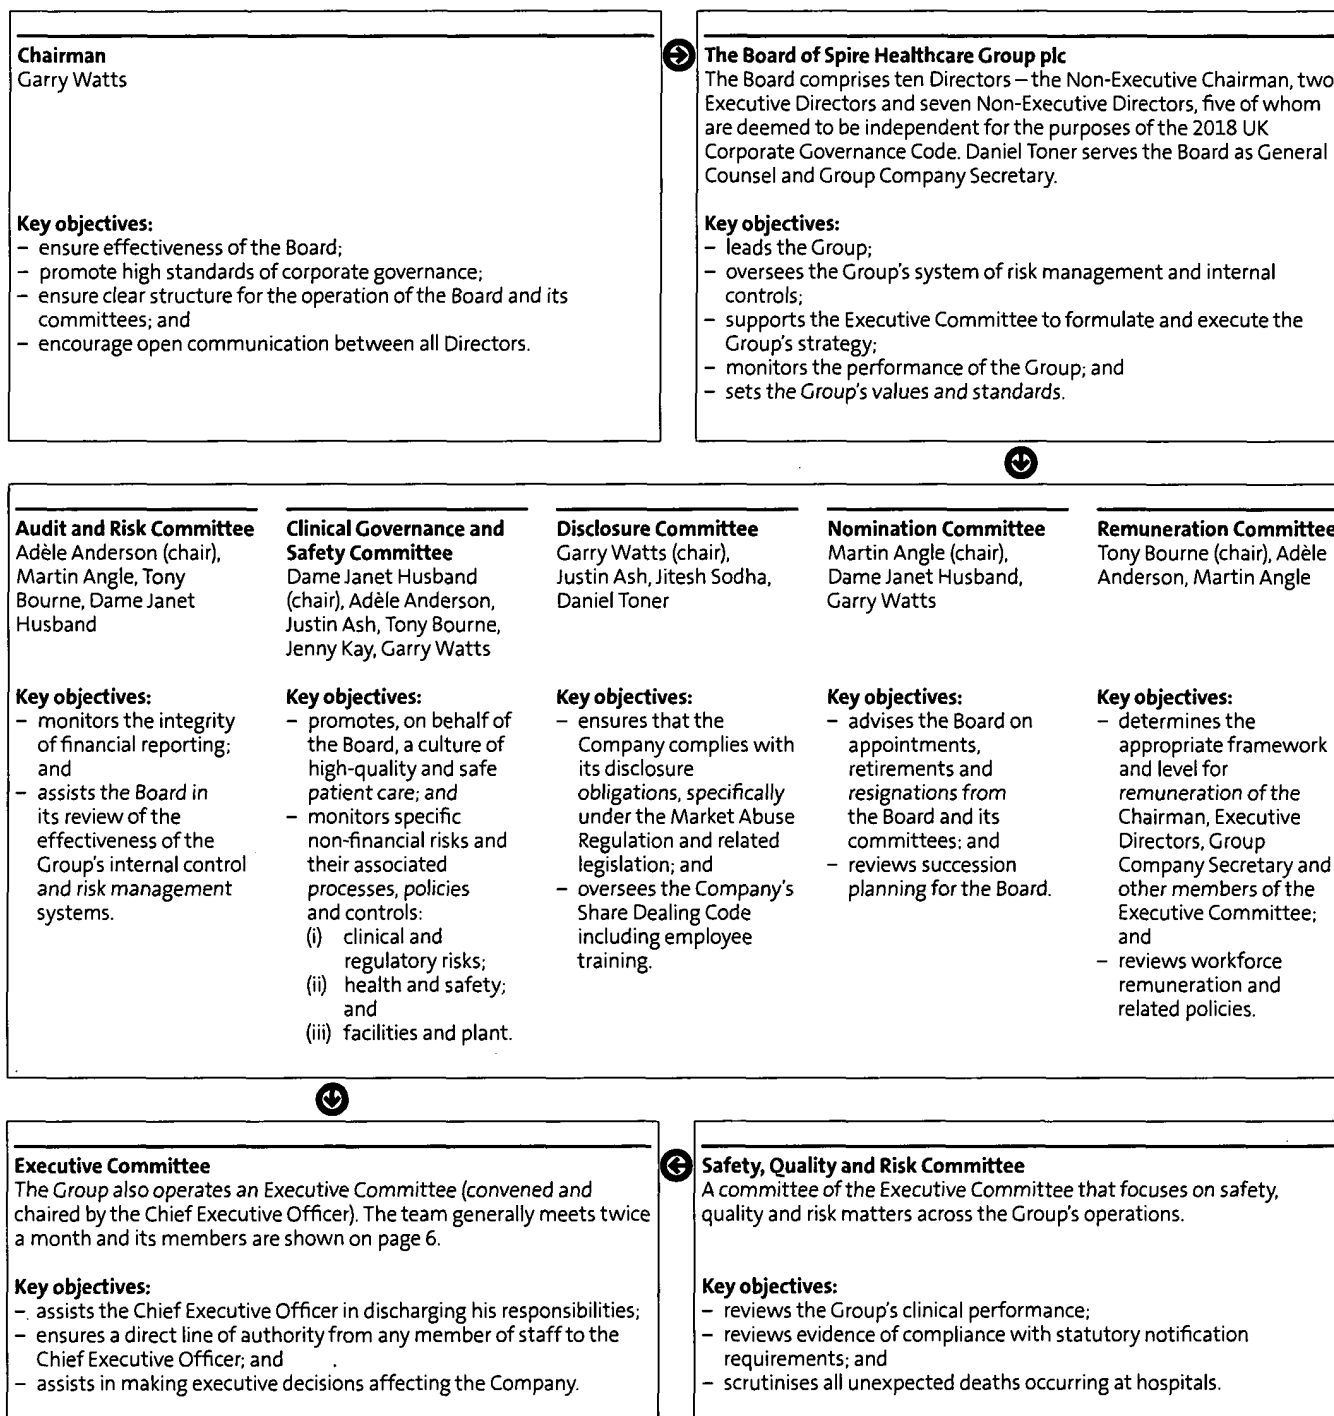 Chairman
Garry Watts
Key objectives:
– ensure effectiveness of the Board;
– promote high standards of corporate governance;
– ensure clear structure for the operation of the Board and its
committees; and
– encourage open communication between all Directors.
The Board of Spire Healthcare Group plc
The Board comprises ten Directors – the Non-Executive Chairman, two
Executive Directors and seven Non-Executive Directors, five of whom
are deemed to be independent for the purposes of the 2018 UK
Corporate Governance Code. Daniel Toner serves the Board as General
Counsel and Group Company Secretary.
Key objectives:
– leads the Group;
– oversees the Group's system of risk management and internal
controls;
– supports the Executive Committee to formulate and execute the
Group's strategy;
– monitors the performance of the Group; and
– sets the Group's values and standards.
Audit and Risk Committee
Adèle Anderson (chair),
Martin Angle, Tony
Bourne, Dame Janet
Husband
Key objectives:
– monitors the integrity
of financial reporting;
and
– assists the Board in
its review of the
effectiveness of the
Group's internal control
and risk management
systems.
Clinical Governance and
Safety Committee
Dame Janet Husband
(chair), Adèle Anderson,
Justin Ash, Tony Bourne,
Jenny Kay, Garry Watts
Key objectives:
– promotes, on behalf of
the Board, a culture of
high-quality and safe
patient care; and
– monitors specific
non-financial risks and
their associated
processes, policies
and controls:
(i) clinical and
regulatory risks;
(ii) health and safety;
and
(iii) facilities and plant.
Disclosure Committee
Garry Watts (chair),
Justin Ash, Jitesh Sodha,
Daniel Toner
Key objectives:
– ensures that the
Company complies with
its disclosure
obligations, specifically
under the Market Abuse
Regulation and related
legislation; and
– oversees the Company's
Share Dealing Code
including employee
training.
Nomination Committee
Martin Angle (chair),
Dame Janet Husband,
Garry Watts
Key objectives:
– advises the Board on
appointments,
retirements and
resignations from
the Board and its
committees; and
– reviews succession
planning for the Board.
Remuneration Committee
Tony Bourne (chair), Adèle
Anderson, Martin Angle
Key objectives:
– determines the
appropriate framework
and level for
remuneration of the
Chairman, Executive
Directors, Group
Company Secretary and
other members of the
Executive Committee;
and
– reviews workforce
remuneration and
related policies.
Executive Committee
The Group also operates an Executive Committee (convened and
chaired by the Chief Executive Officer). The team generally meets twice
a month and its members are shown on page 6.
Key objectives:
– assists the Chief Executive Officer in discharging his responsibilities;
– ensures a direct line of authority from any member of staff to the
Chief Executive Officer; and
– assists in making executive decisions affecting the Company.
Safety, Quality and Risk Committee
A committee of the Executive Committee that focuses on safety,
quality and risk matters across the Group's operations.
Key objectives:
– reviews the Group's clinical performance;
– reviews evidence of compliance with statutory notification
requirements; and
– scrutinises all unexpected deaths occurring at hospitals.